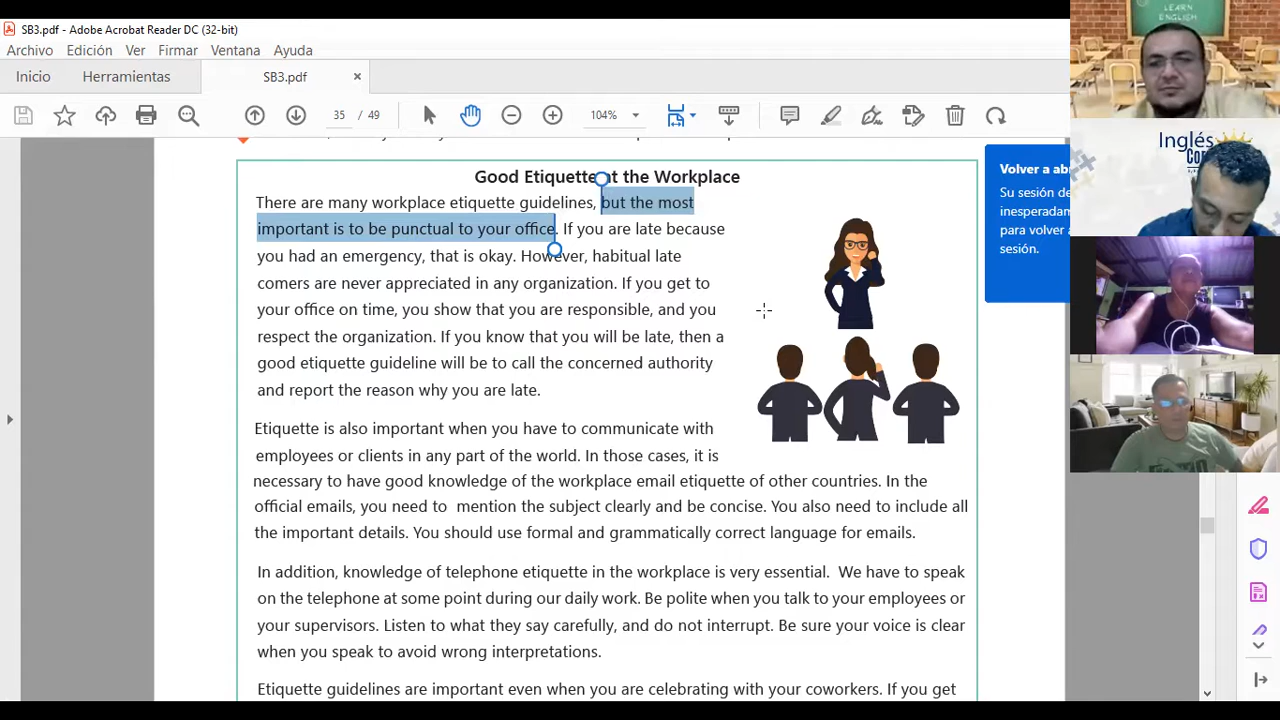 SB3.pdf - Adobe Acrobat Reader DC (32-bit)
Archivo Edición Ver Firmar Ventana Ayuda
Inicio Herramientas SB3.pdf ×
35 / 49 104%
Good Etiquette at the Workplace
There are many workplace etiquette guidelines, but the most
important is to be punctual to your office. If you are late because
you had an emergency, that is okay. However, habitual late
comers are never appreciated in any organization. If you get to
your office on time, you show that you are responsible, and you
respect the organization. If you know that you will be late, then a
good etiquette guideline will be to call the concerned authority
and report the reason why you are late.
Etiquette is also important when you have to communicate with
employees or clients in any part of the world. In those cases, it is
necessary to have good knowledge of the workplace email etiquette of other countries. In the
official emails, you need to mention the subject clearly and be concise. You also need to include all
the important details. You should use formal and grammatically correct language for emails.
In addition, knowledge of telephone etiquette in the workplace is very essential. We have to speak
on the telephone at some point during our daily work. Be polite when you talk to your employees or
your supervisors. Listen to what they say carefully, and do not interrupt. Be sure your voice is clear
when you speak to avoid wrong interpretations.
Etiquette guidelines are important even when you are celebrating with your coworkers. If you get
Volver a ab
Su sesión de
inesperada
para volver a
sesión.
LEARN
ENGLISH
Inglés